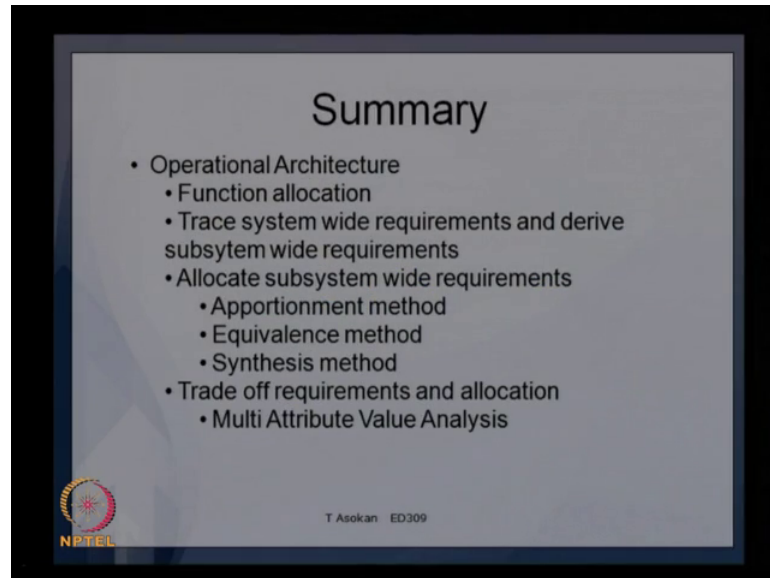 Summary
• Operational Architecture
• Function allocation
• Trace system wide requirements and derive
subsytem wide requirements
• Allocate subsystem wide requirements
• Apportionment method
• Equivalence method
• Synthesis method
• Trade off requirements and allocation
• Multi Attribute Value Analysis
T Asokan ED309
NPTEL